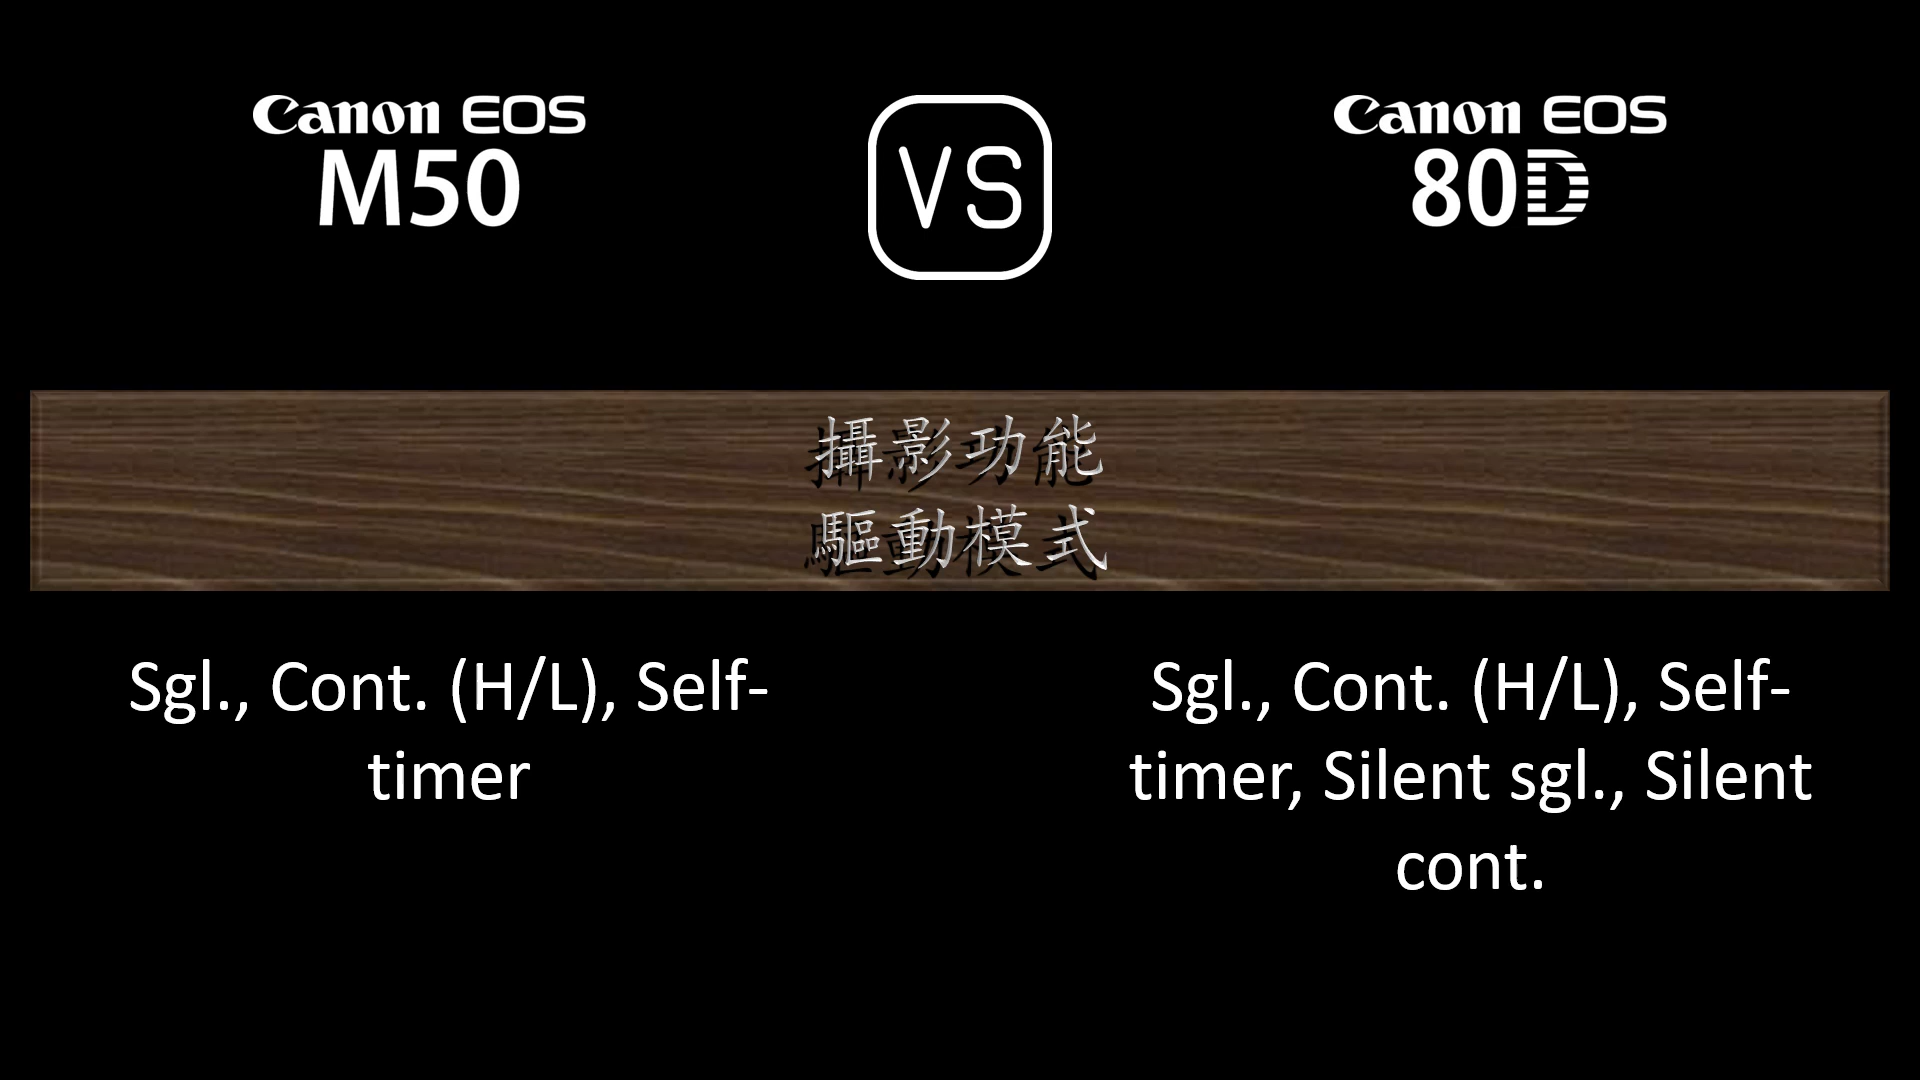 Canon EOS
M50
VS
Canon EOS
80D
攝影功能
驅動模式
Sgl., Cont. (H/L), Self-
timer
Sgl., Cont. (H/L), Self-
timer, Silent sgl., Silent
cont.